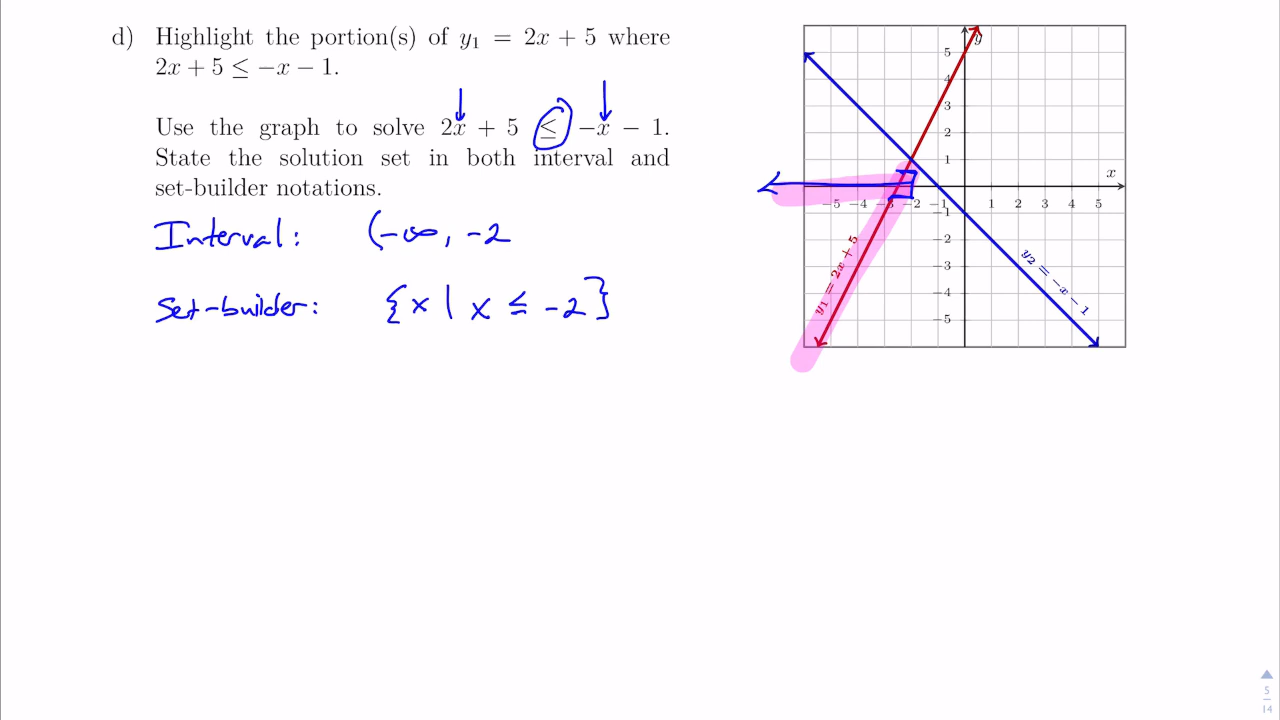 d) Highlight the portion(s) of y₁ = 2x + 5 where
2x + 5 ≤ −x − 1.
Use the graph to solve 2x + 5 ≤ −x − 1.
State the solution set in both interval and
set-builder notations.
Interval: (-∞, -2
Set-builder: {x | x ≤ -2}
y
5
4
3
2
1
x
−5 −4 −3 −2 −1 1 2 3 4 5
−1
−2
−3
−4
−5
y₁ = 2x + 5
y₂ = −x − 1
5
14